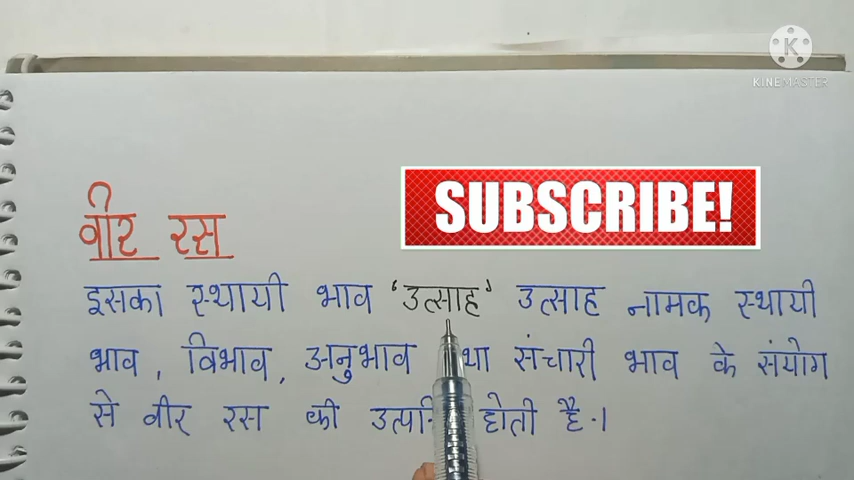 KINEMASTER
SUBSCRIBE!
वीर रस
इसका स्थायी भाव 'उत्साह' उत्साह नामक स्थायी
भाव, विभाव, अनुभाव संचारी भाव के संयोग
से वीर रस की होती है।